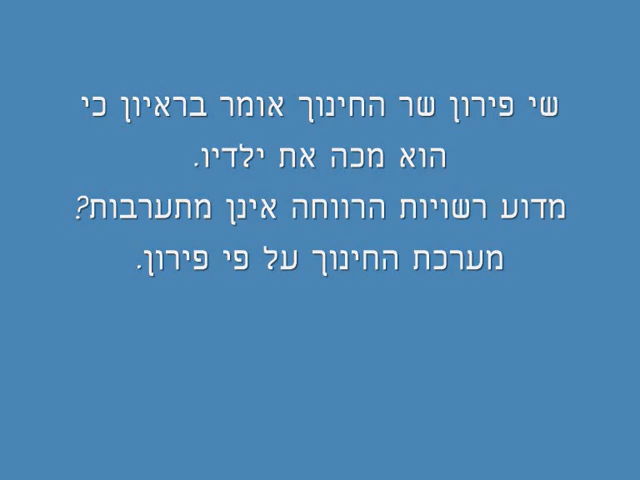 שי פירון שר החינוך אומר בראיון כי
הוא מכה את ילדיו.
מדוע רשויות הרווחה אינן מתערבות?
מערכת החינוך על פי פירון.